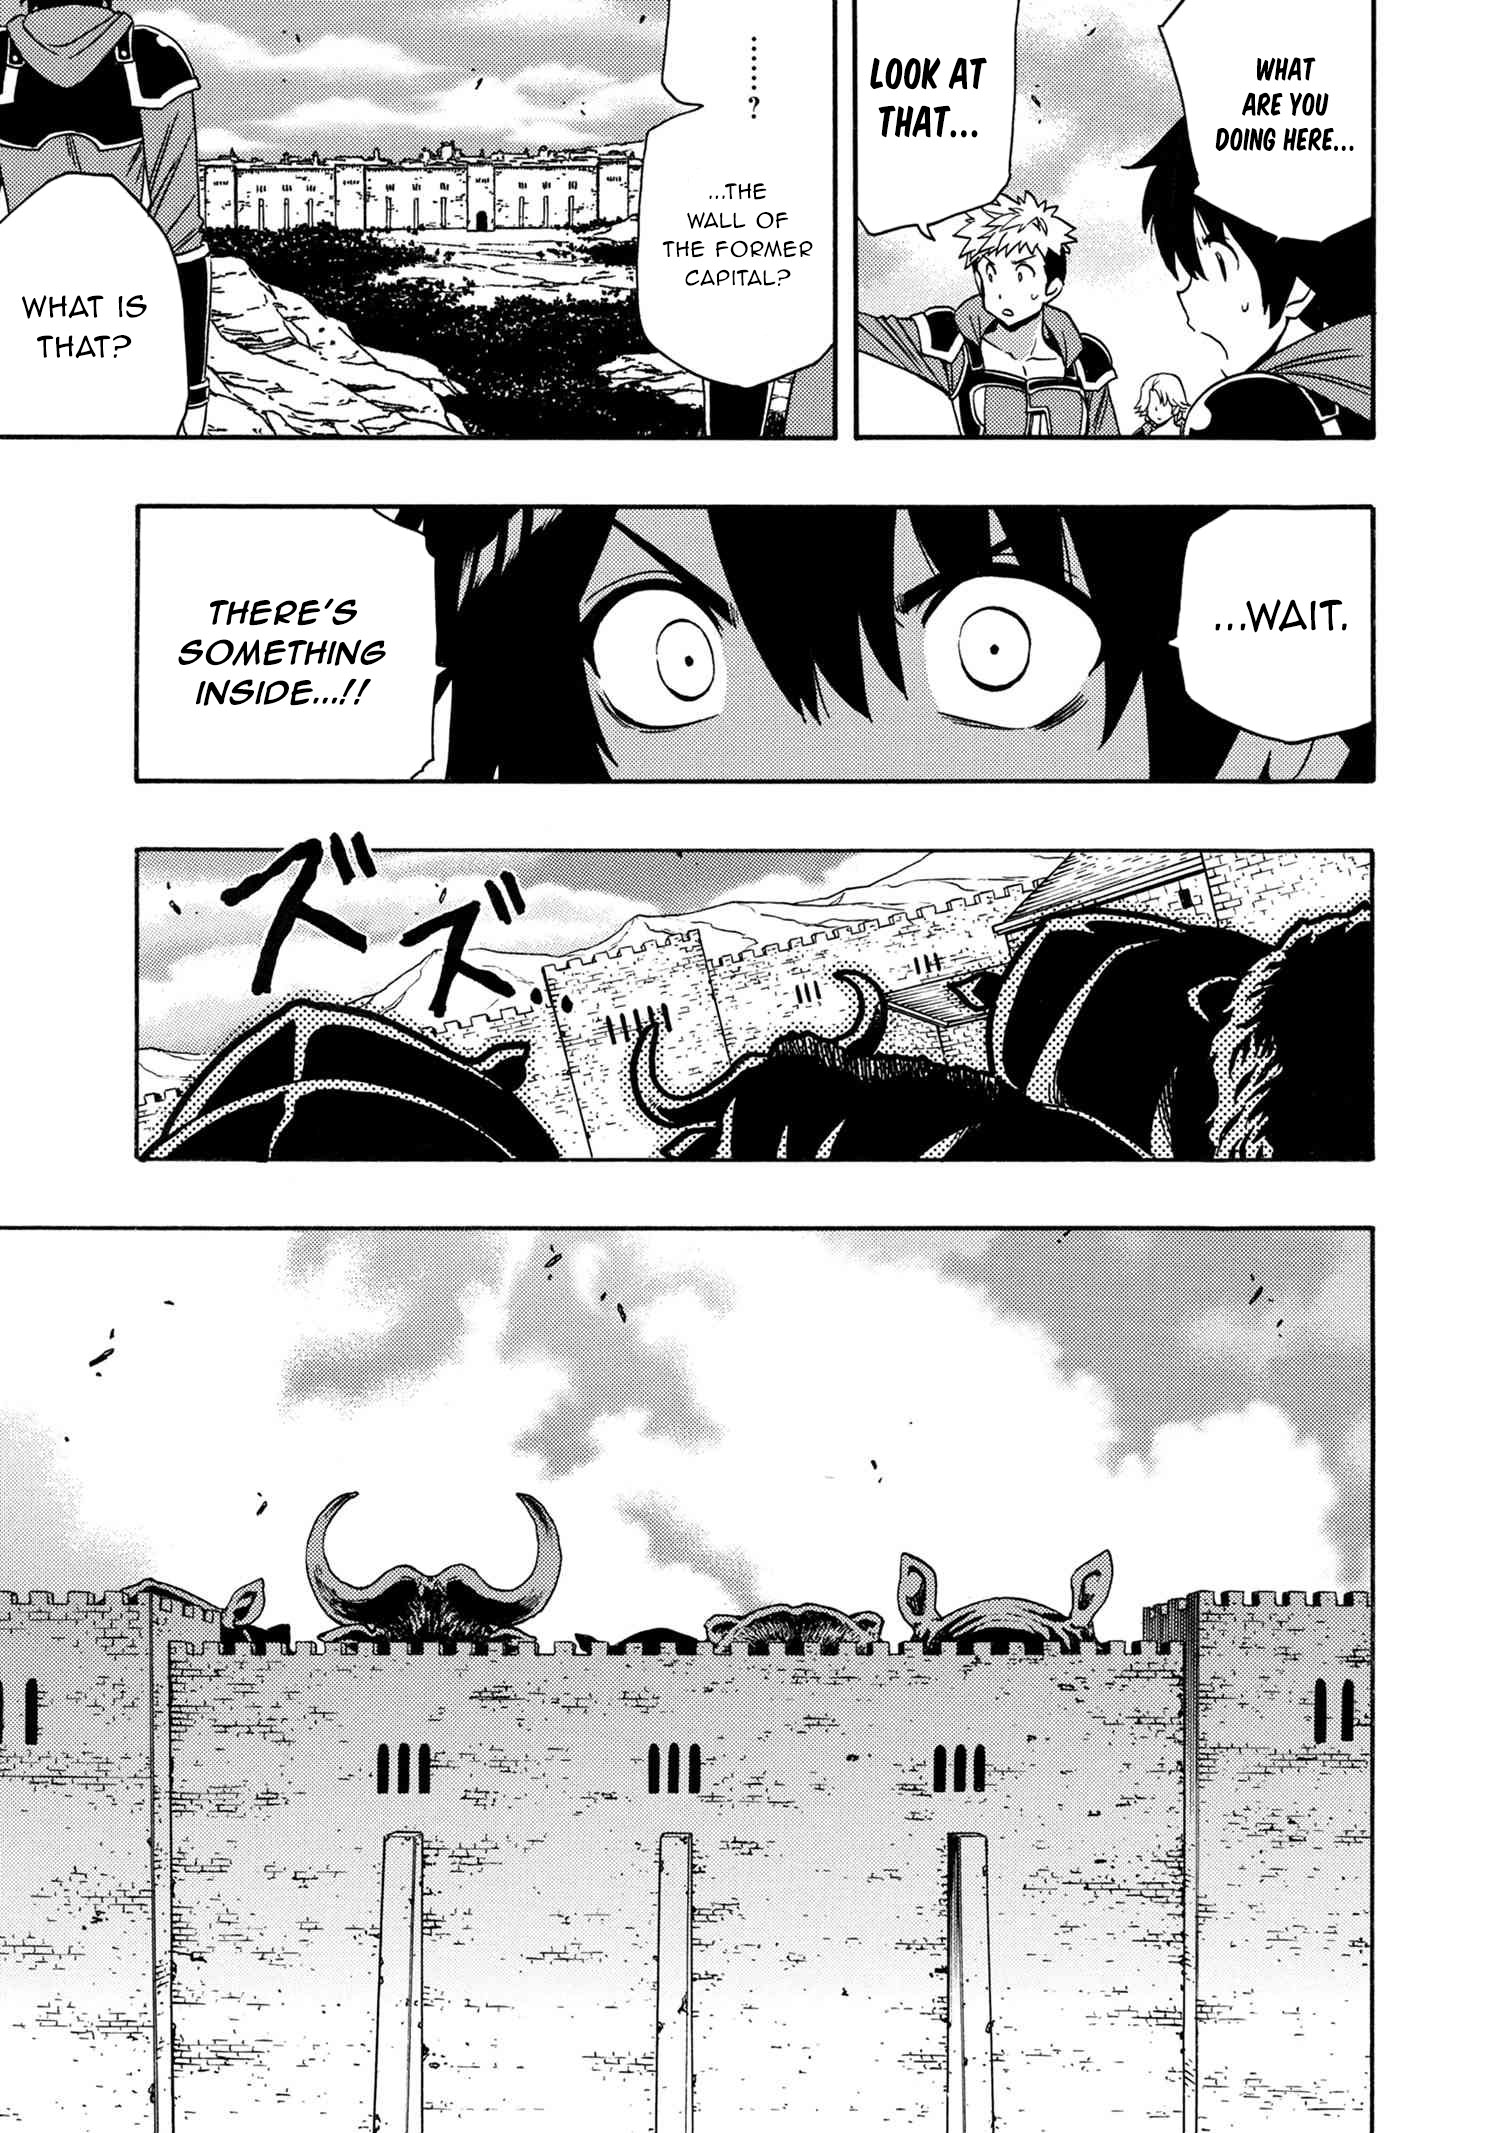 WHAT
ARE YOU
DOING HERE...
LOOK AT
THAT...
.......?
...THE
WALL OF
THE FORMER
CAPITAL?
WHAT IS
THAT?
...WAIT.
THERE'S
SOMETHING
INSIDE...!!
ズズ...